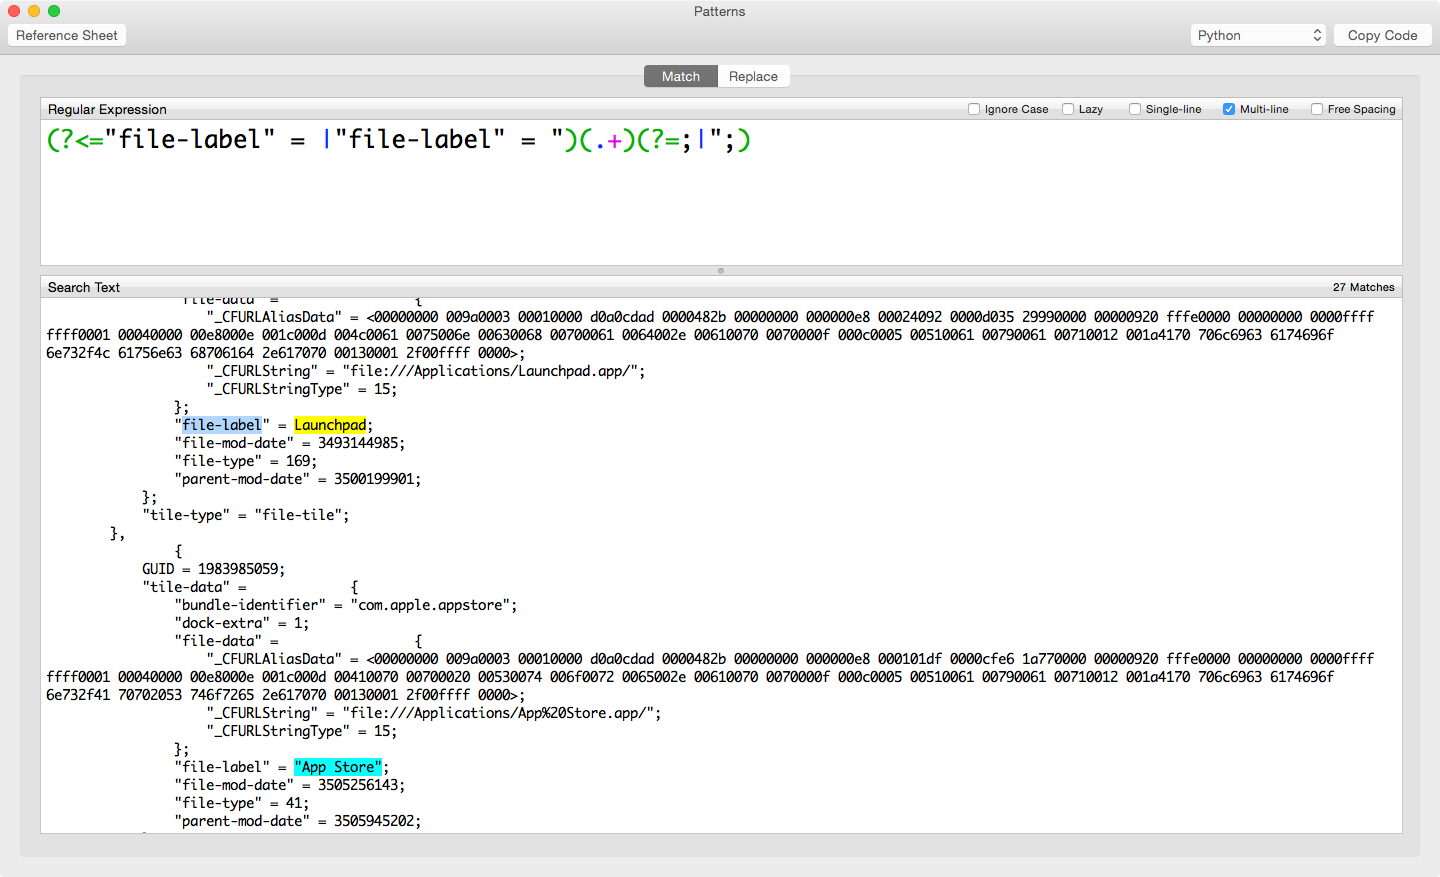 Patterns
Reference Sheet
Python
Copy Code
Match
Replace
Regular Expression
Ignore Case
Lazy
Single-line
Multi-line
Free Spacing
(?<="file-label" = |"file-label" = ")(.+)(?=;|";)
Search Text
27 Matches
"file-data" = {
"_CFURLAliasData" = <00000000 009a0003 00010000 d0a0cdad 0000482b 00000000 000000e8 00024092 0000d035 29990000 00000920 fffe0000 00000000 0000ffff
ffff0001 00040000 00e8000e 001c000d 004c0061 0075006e 00630068 00700061 0064002e 00610070 0070000f 000c0005 00510061 00790061 00710012 001a4170 706c6963 6174696f
6e732f4c 61756e63 68706164 2e617070 00130001 2f00ffff 0000>;
"_CFURLString" = "file:///Applications/Launchpad.app/";
"_CFURLStringType" = 15;
};
"file-label" = Launchpad;
"file-mod-date" = 3493144985;
"file-type" = 169;
"parent-mod-date" = 3500199901;
};
"tile-type" = "file-tile";
},
{
GUID = 1983985059;
"tile-data" = {
"bundle-identifier" = "com.apple.appstore";
"dock-extra" = 1;
"file-data" = {
"_CFURLAliasData" = <00000000 009a0003 00010000 d0a0cdad 0000482b 00000000 000000e8 000101df 0000cfe6 1a770000 00000920 fffe0000 00000000 0000ffff
ffff0001 00040000 00e8000e 001c000d 00410070 00700020 00530074 006f0072 0065002e 00610070 0070000f 000c0005 00510061 00790061 00710012 001a4170 706c6963 6174696f
6e732f41 70702053 746f7265 2e617070 00130001 2f00ffff 0000>;
"_CFURLString" = "file:///Applications/App%20Store.app/";
"_CFURLStringType" = 15;
};
"file-label" = "App Store";
"file-mod-date" = 3505256143;
"file-type" = 41;
"parent-mod-date" = 3505945202;